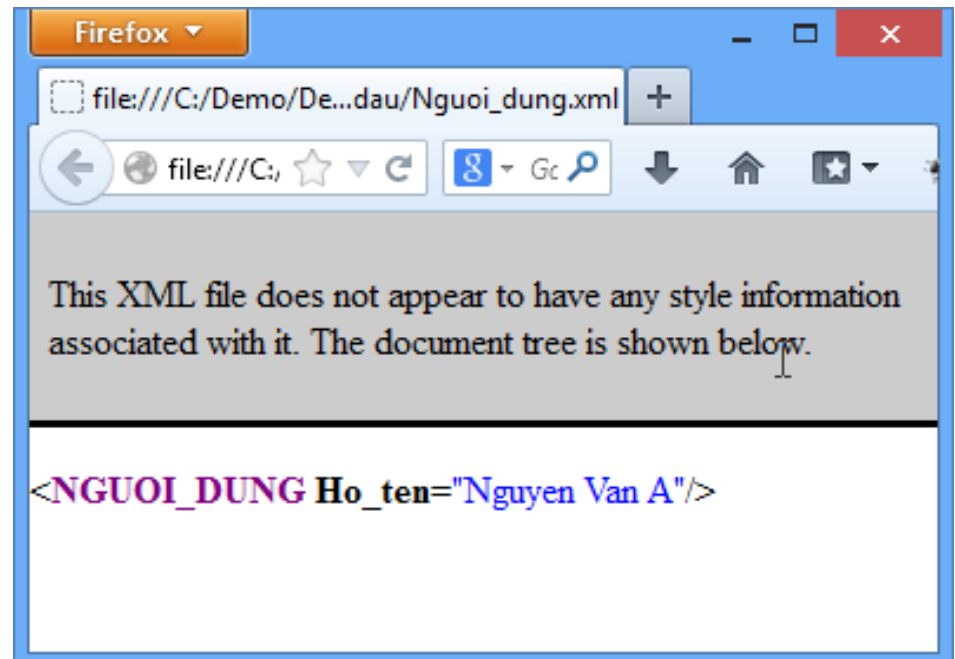 Firefox
file:///C:/Demo/De...dau/Nguoi_dung.xml
file:///C:/
This XML file does not appear to have any style information
associated with it. The document tree is shown below.
<NGUOI_DUNG Ho_ten="Nguyen Van A"/>